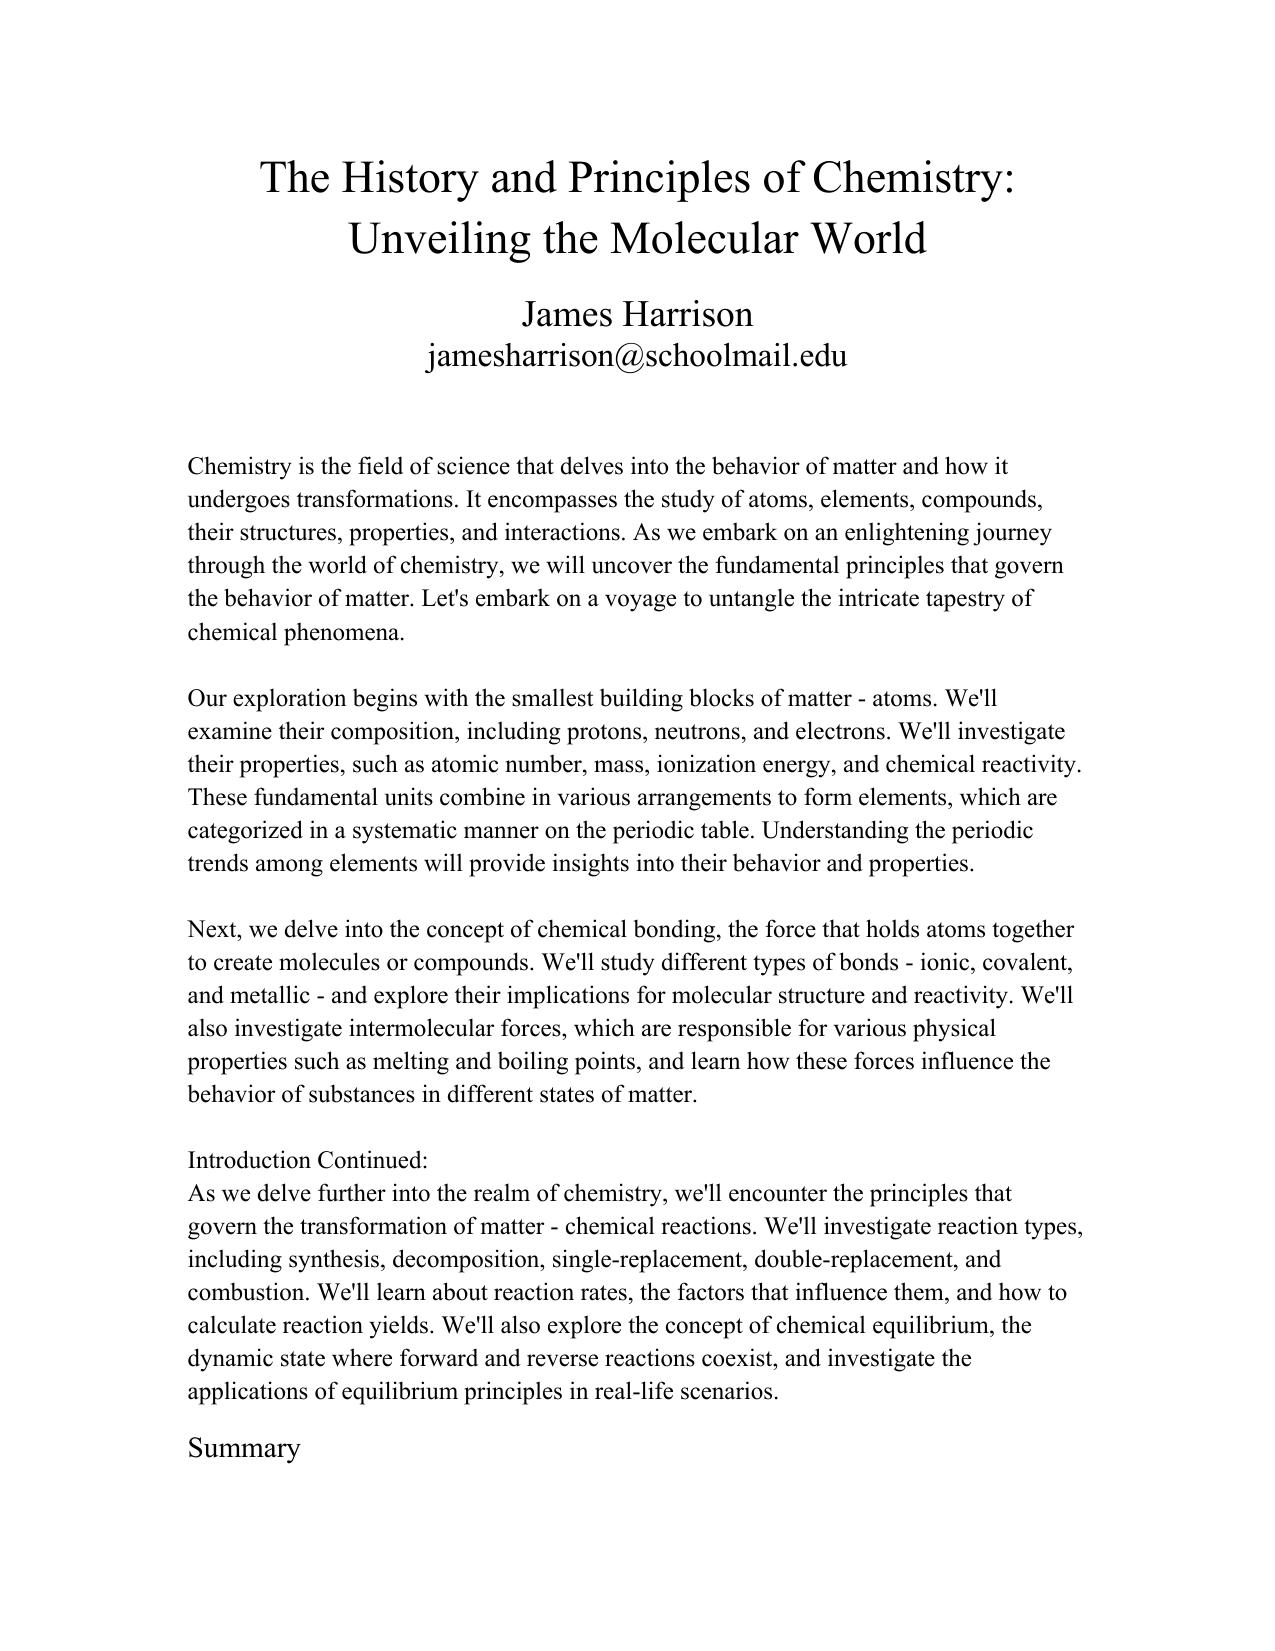 The History and Principles of Chemistry:
Unveiling the Molecular World
James Harrison
jamesharrison@schoolmail.edu
Chemistry is the field of science that delves into the behavior of matter and how it
undergoes transformations. It encompasses the study of atoms, elements, compounds,
their structures, properties, and interactions. As we embark on an enlightening journey
through the world of chemistry, we will uncover the fundamental principles that govern
the behavior of matter. Let's embark on a voyage to untangle the intricate tapestry of
chemical phenomena.
Our exploration begins with the smallest building blocks of matter - atoms. We'll
examine their composition, including protons, neutrons, and electrons. We'll investigate
their properties, such as atomic number, mass, ionization energy, and chemical reactivity.
These fundamental units combine in various arrangements to form elements, which are
categorized in a systematic manner on the periodic table. Understanding the periodic
trends among elements will provide insights into their behavior and properties.
Next, we delve into the concept of chemical bonding, the force that holds atoms together
to create molecules or compounds. We'll study different types of bonds - ionic, covalent,
and metallic - and explore their implications for molecular structure and reactivity. We'll
also investigate intermolecular forces, which are responsible for various physical
properties such as melting and boiling points, and learn how these forces influence the
behavior of substances in different states of matter.
Introduction Continued:
As we delve further into the realm of chemistry, we'll encounter the principles that
govern the transformation of matter - chemical reactions. We'll investigate reaction types,
including synthesis, decomposition, single-replacement, double-replacement, and
combustion. We'll learn about reaction rates, the factors that influence them, and how to
calculate reaction yields. We'll also explore the concept of chemical equilibrium, the
dynamic state where forward and reverse reactions coexist, and investigate the
applications of equilibrium principles in real-life scenarios.
Summary